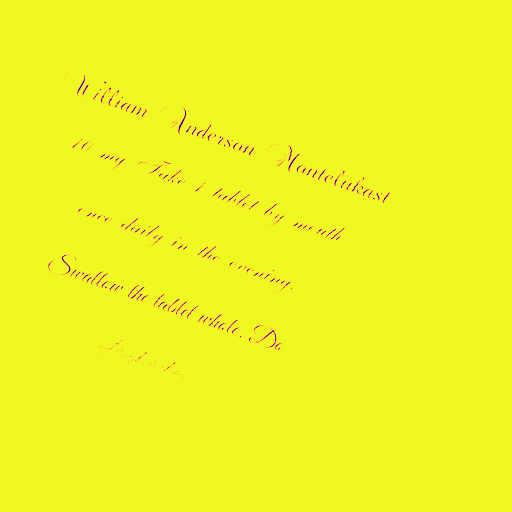 William Anderson Montelukast
10 mg Take 1 tablet by mouth
once daily in the evening.
Swallow the tablet whole. Do